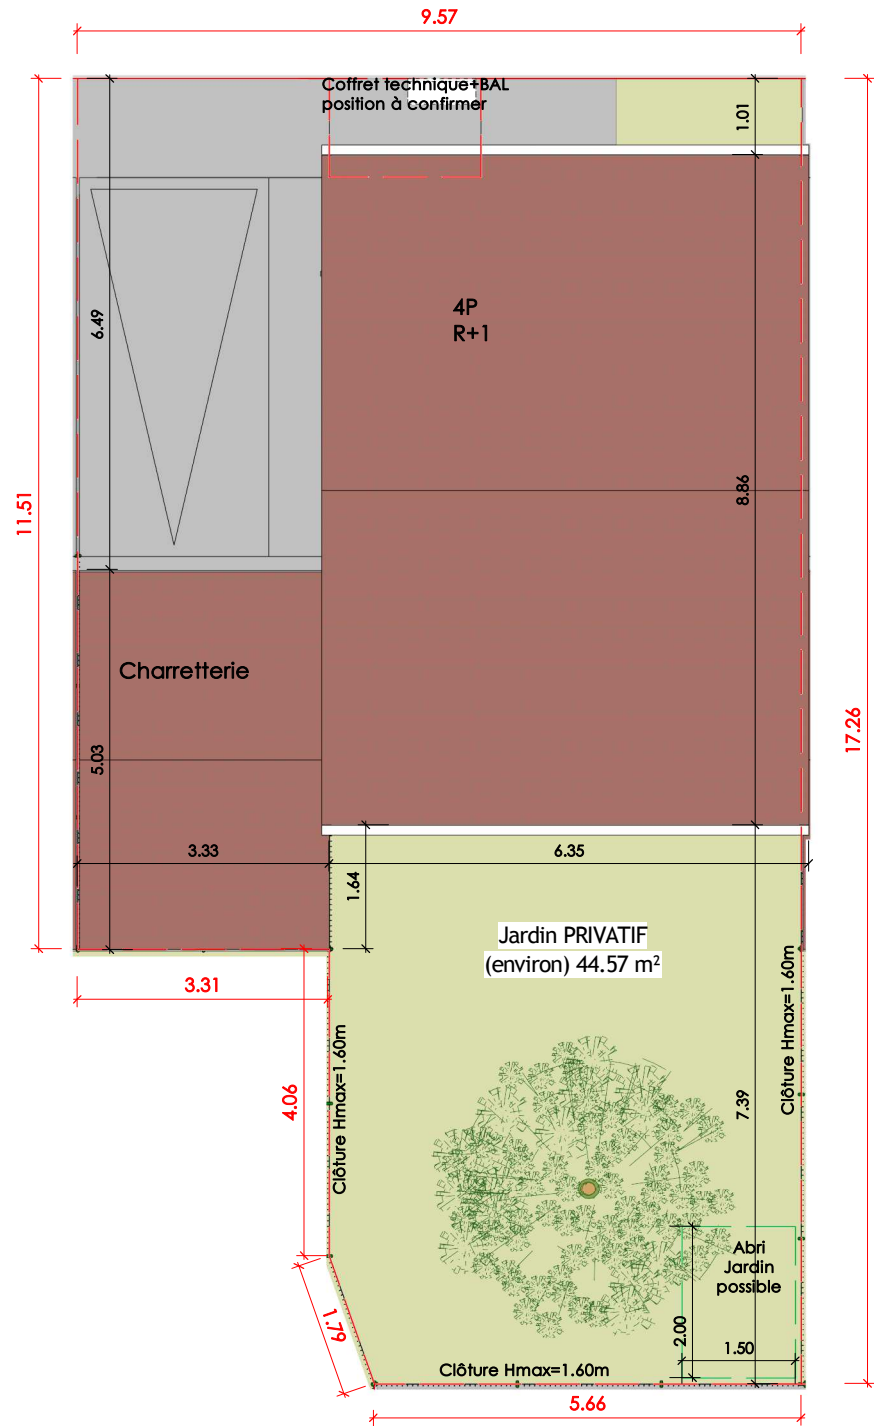 9.57
Coffret technique+BAL
position à confirmer
1.01
4P
R+1
6.49
8.86
11.51
17.26
Charretterie
5.03
3.33
6.35
1.64
Jardin PRIVATIF
(environ) 44.57 m²
3.31
Clôture Hmax=1.60m
Clôture Hmax=1.60m
4.06
7.39
Abri
Jardin
possible
2.00
1.50
1.79
Clôture Hmax=1.60m
5.66